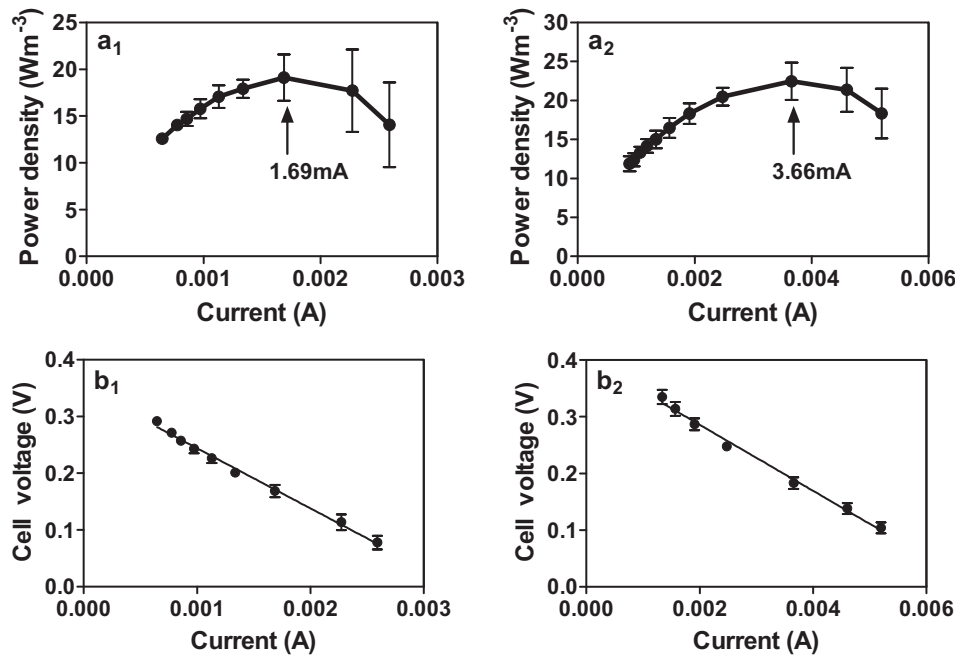 a1
Power density (Wm-3)
25
20
15
10
5
0
1.69mA
0.000
0.001
0.002
0.003
Current (A)
a2
Power density (Wm-3)
30
25
20
15
10
5
0
3.66mA
0.000
0.002
0.004
0.006
Current (A)
b1
Cell voltage (V)
0.4
0.3
0.2
0.1
0.0
0.000
0.001
0.002
0.003
Current (A)
b2
Cell voltage (V)
0.4
0.3
0.2
0.1
0.0
0.000
0.002
0.004
0.006
Current (A)